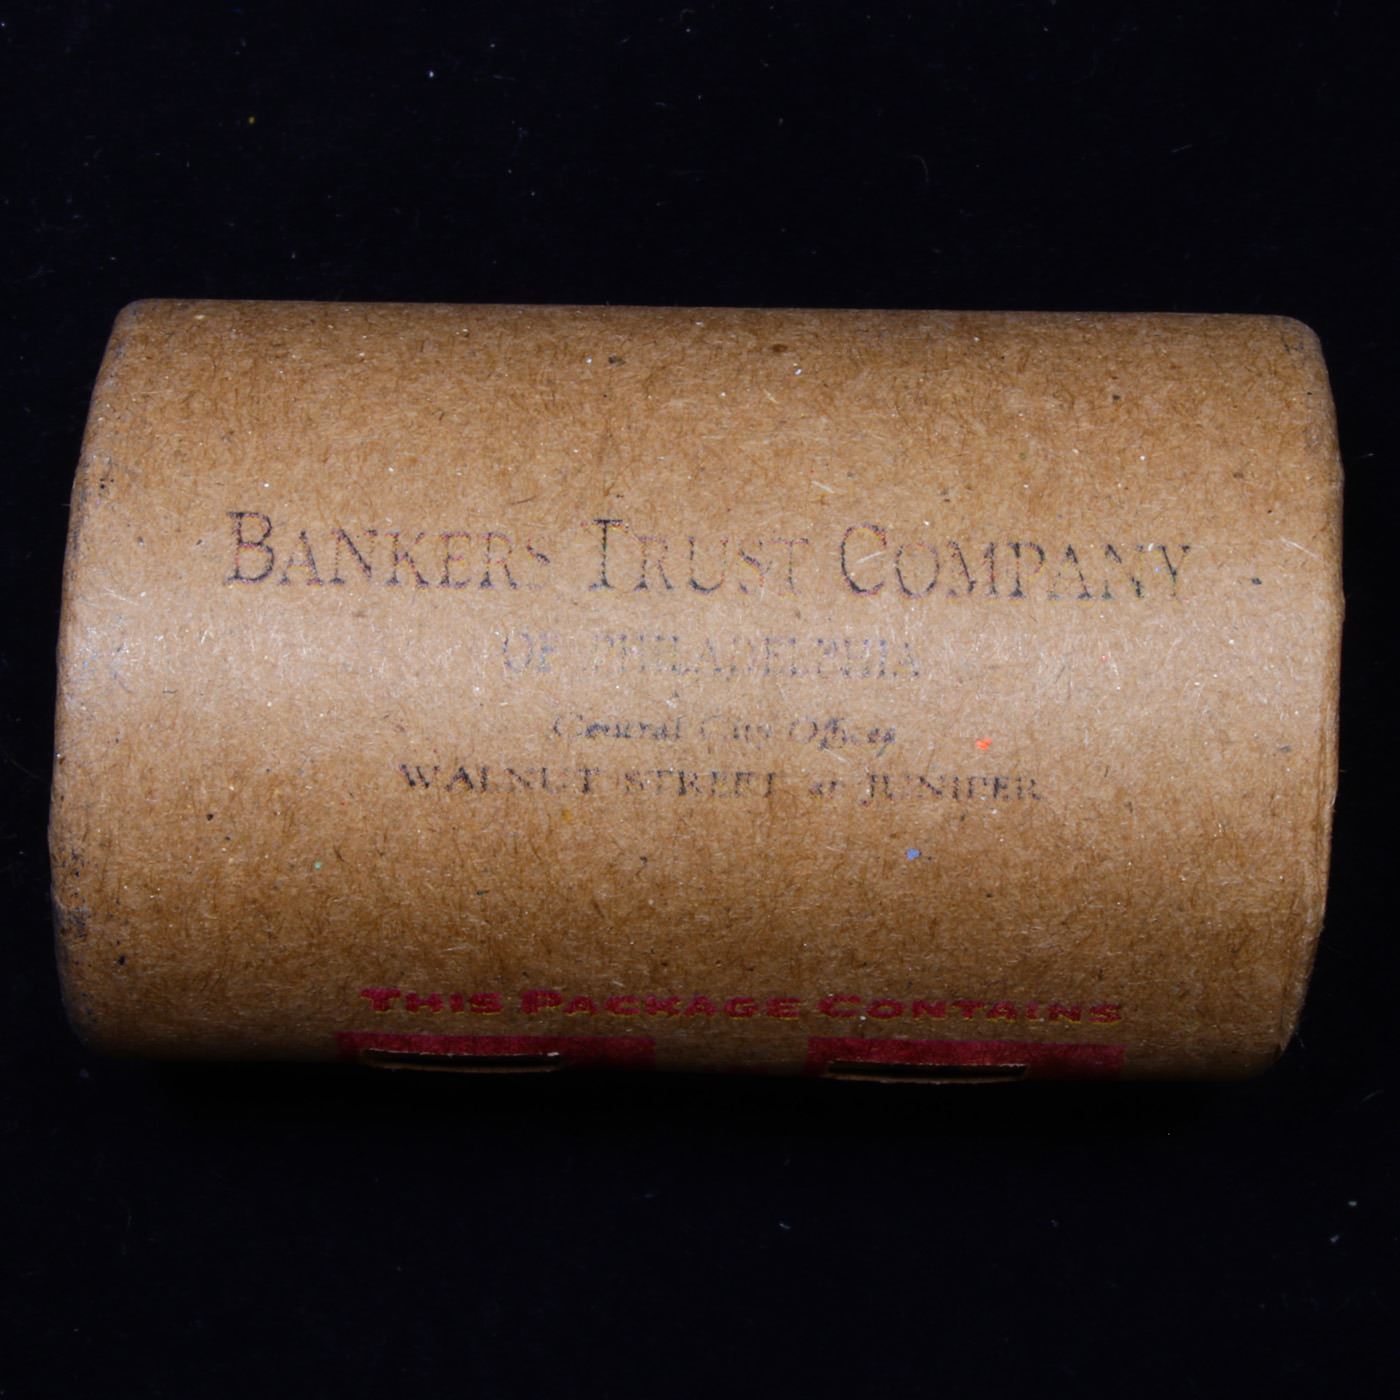 BANKERS TRUST COMPANY
OF PHILADELPHIA
Central City Offices
WALNUT STREET at JUNIPER
THIS PACKAGE CONTAINS